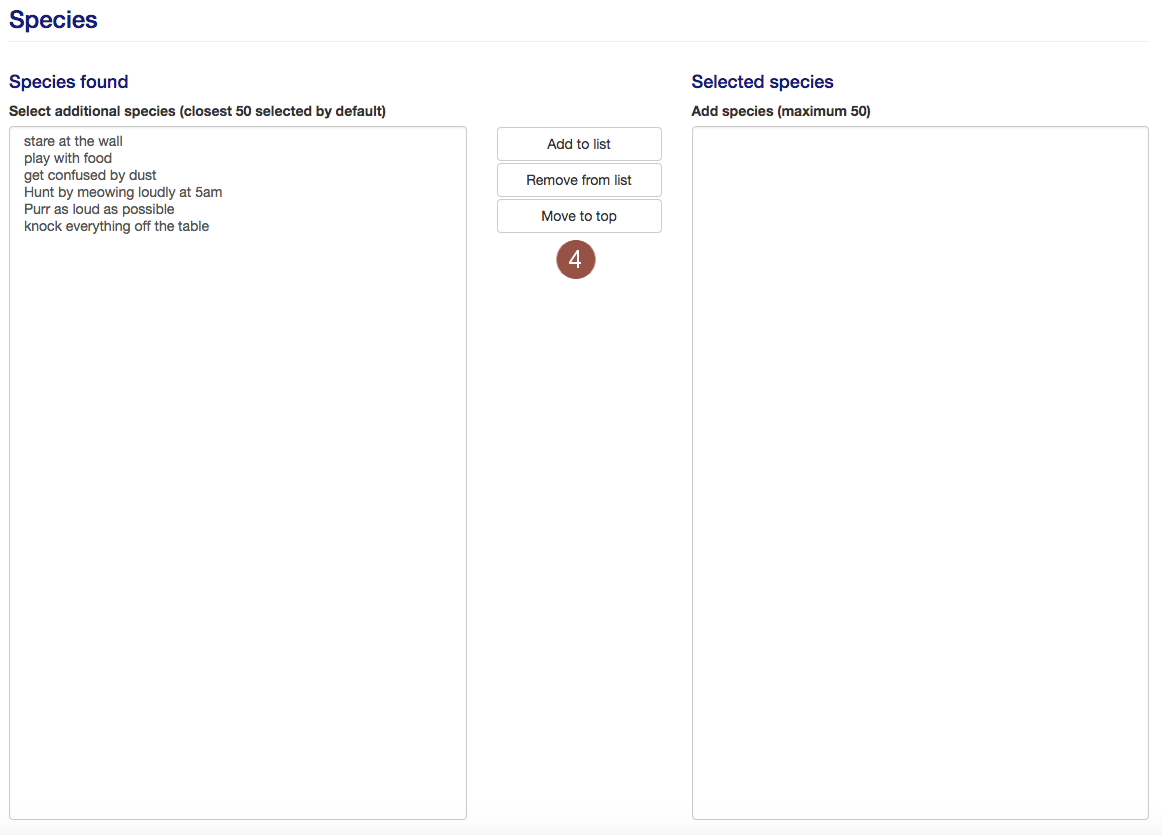 Species
Species found
Select additional species (closest 50 selected by default)
stare at the wall
play with food
get confused by dust
Hunt by meowing loudly at 5am
Purr as loud as possible
knock everything off the table
Add to list
Remove from list
Move to top
4
Selected species
Add species (maximum 50)